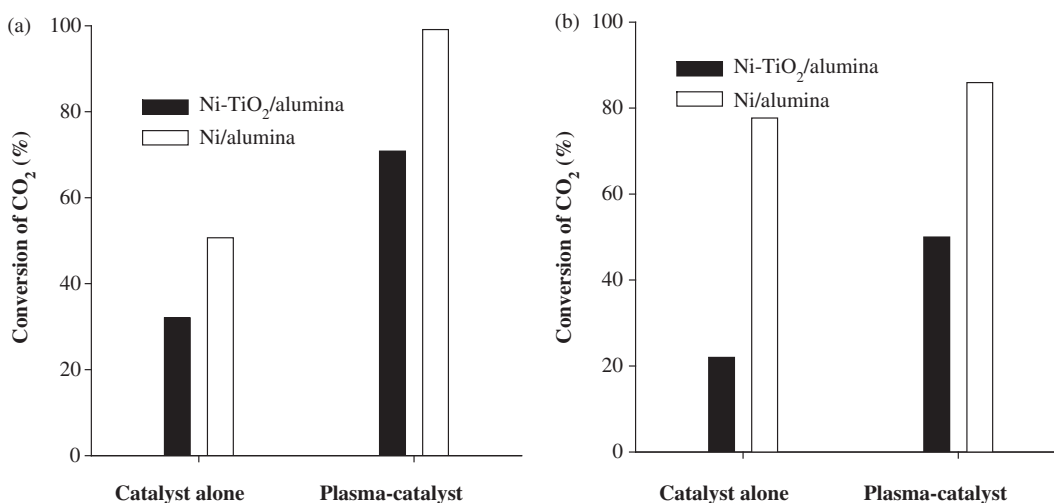 (a)
Conversion of CO₂ (%)
100
80
60
40
20
0
Ni-TiO₂/alumina
Ni/alumina
Catalyst alone
Plasma-catalyst
(b)
Conversion of CO₂ (%)
100
80
60
40
20
0
Ni-TiO₂/alumina
Ni/alumina
Catalyst alone
Plasma-catalyst